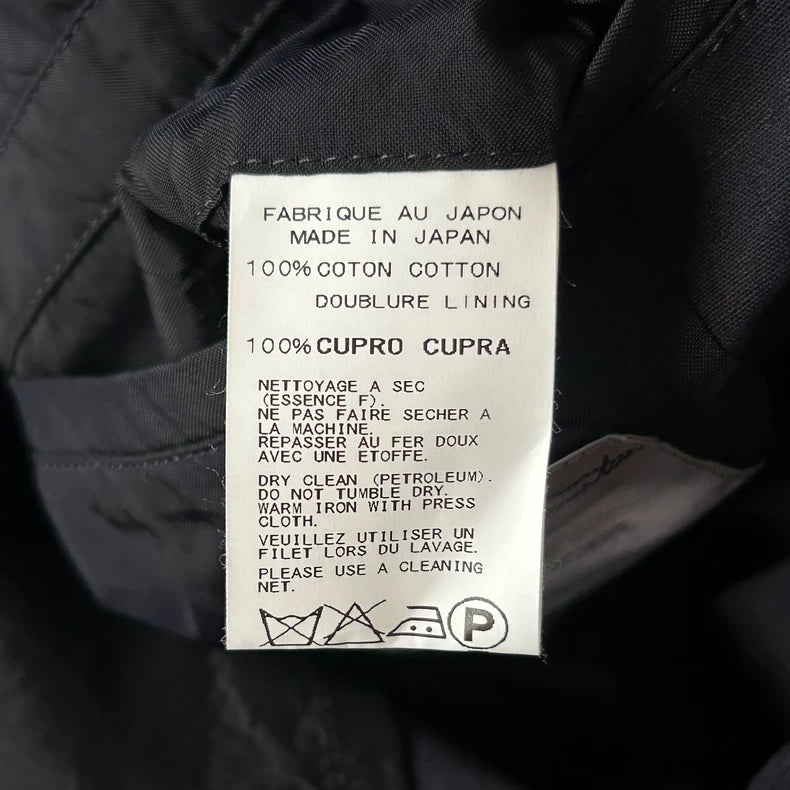 FABRIQUE AU JAPON
MADE IN JAPAN
100% COTON COTTON
DOUBLURE LINING
100% CUPRO CUPRA
NETTOYAGE A SEC
(ESSENCE F).
NE PAS FAIRE SECHER A
LA MACHINE.
REPASSER AU FER DOUX
AVEC UNE ETOFFE.
DRY CLEAN (PETROLEUM).
DO NOT TUMBLE DRY.
WARM IRON WITH PRESS
CLOTH.
VEUILLEZ UTILISER UN
FILET LORS DU LAVAGE.
PLEASE USE A CLEANING
NET.
P